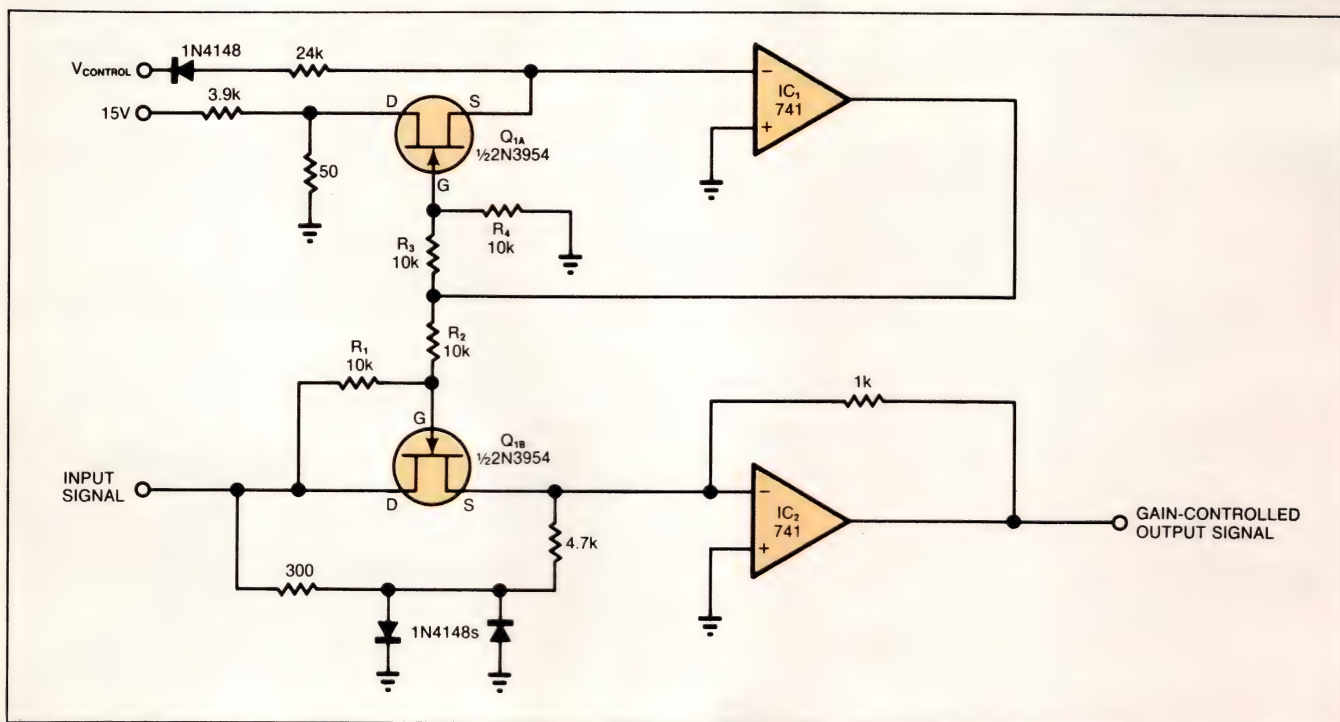 1N4148
24k
V_CONTROL
3.9k
15V
D
S
Q1A
½2N3954
G
50
−
+
IC1
741
R4
10k
R3
10k
R2
10k
R1
10k
1k
G
Q1B
½2N3954
INPUT
SIGNAL
D
S
−
+
IC2
741
GAIN-CONTROLLED
OUTPUT SIGNAL
4.7k
300
1N4148s